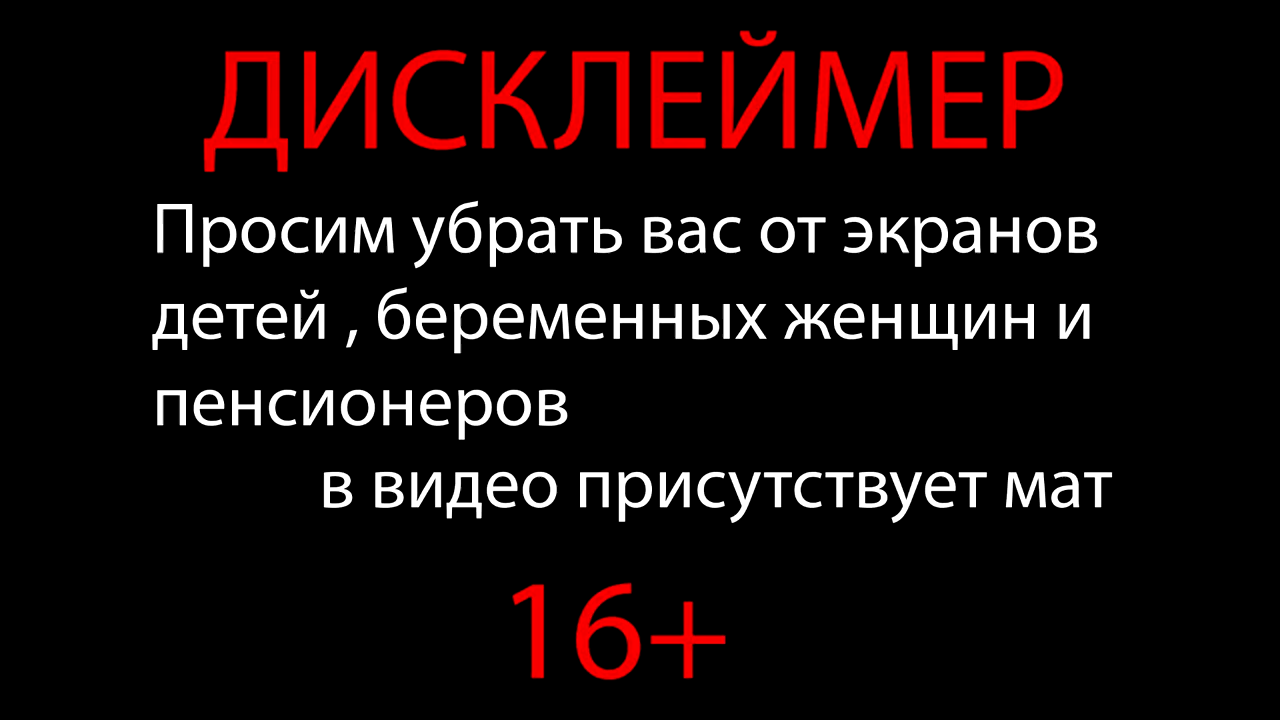 ДИСКЛЕЙМЕР
Просим убрать вас от экранов
детей , беременных женщин и
пенсионеров
в видео присутствует мат
16+